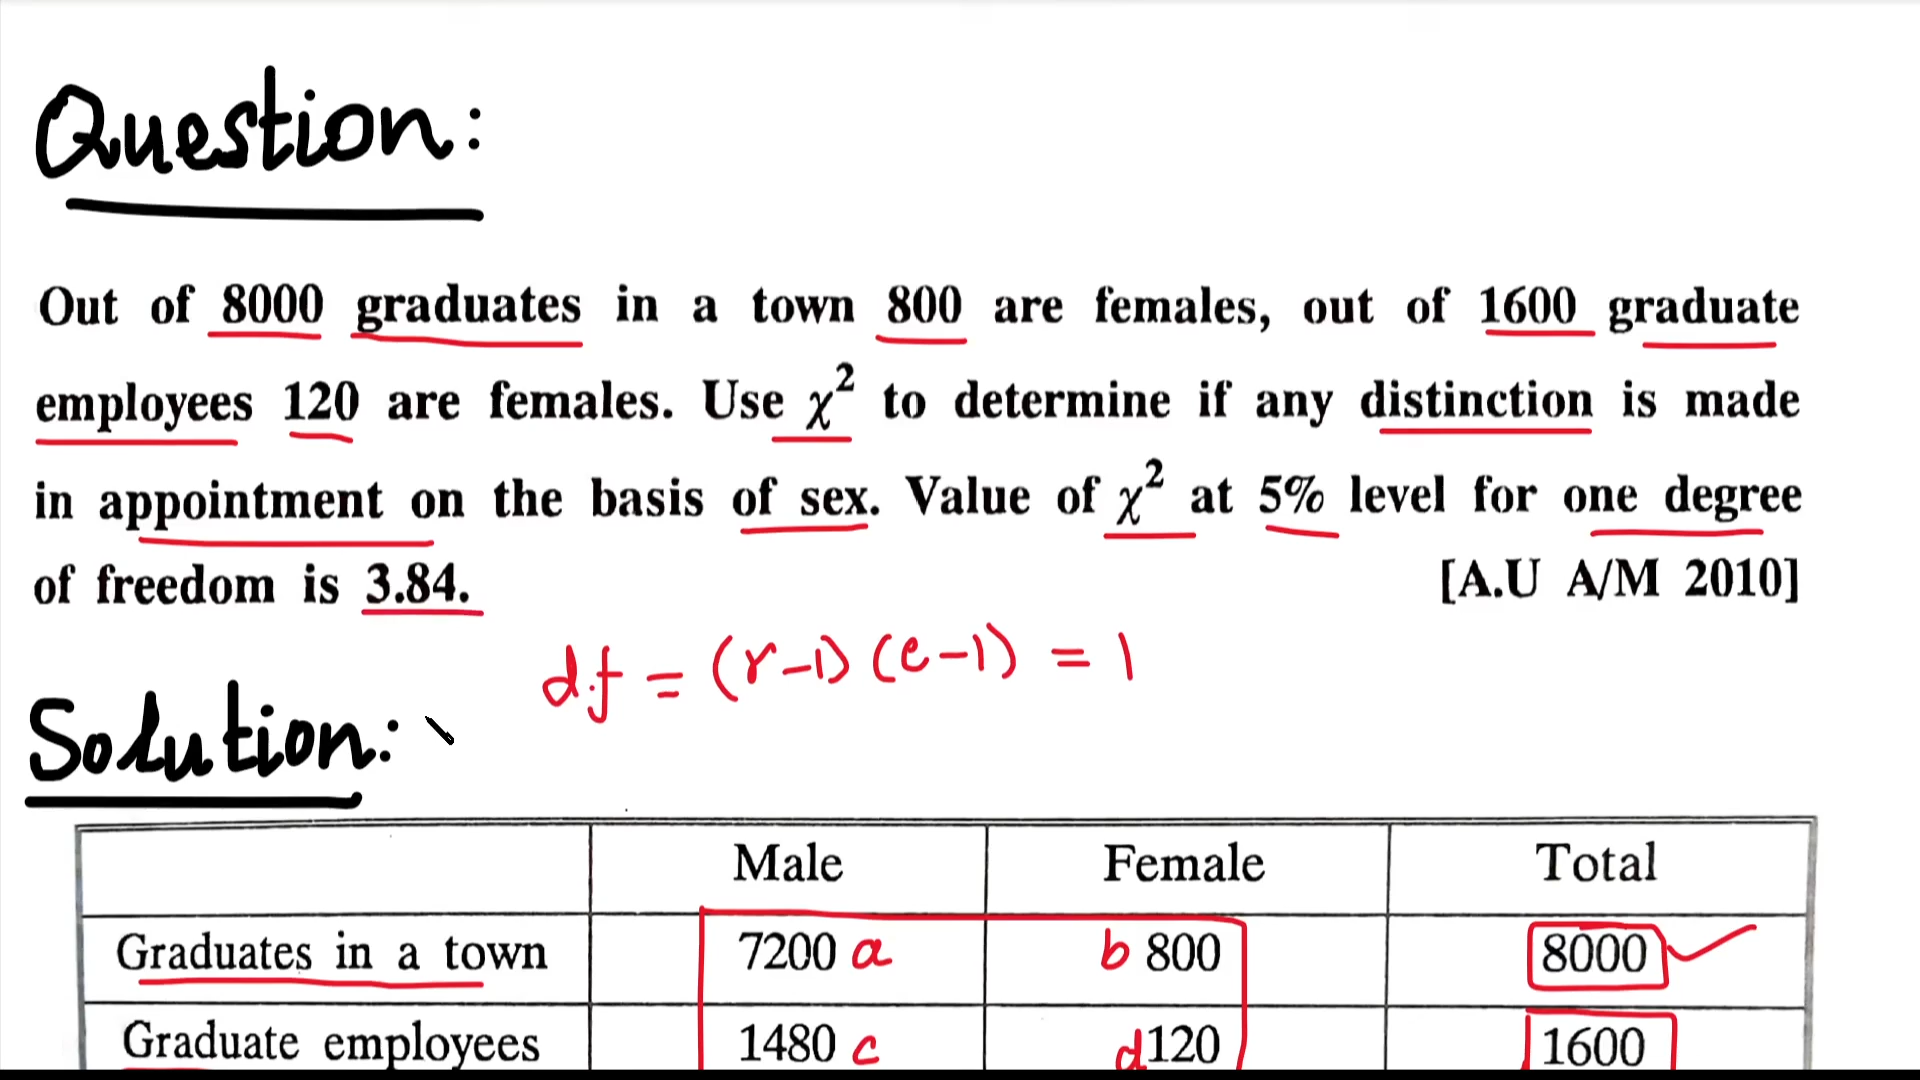 Question:
Out of 8000 graduates in a town 800 are females, out of 1600 graduate
employees 120 are females. Use χ² to determine if any distinction is made
in appointment on the basis of sex. Value of χ² at 5% level for one degree
of freedom is 3.84. [A.U A/M 2010]
d.f = (r-1) (c-1) = 1
Solution:
Male Female Total
Graduates in a town 7200 a b 800 8000
Graduate employees 1480 c d 120 1600